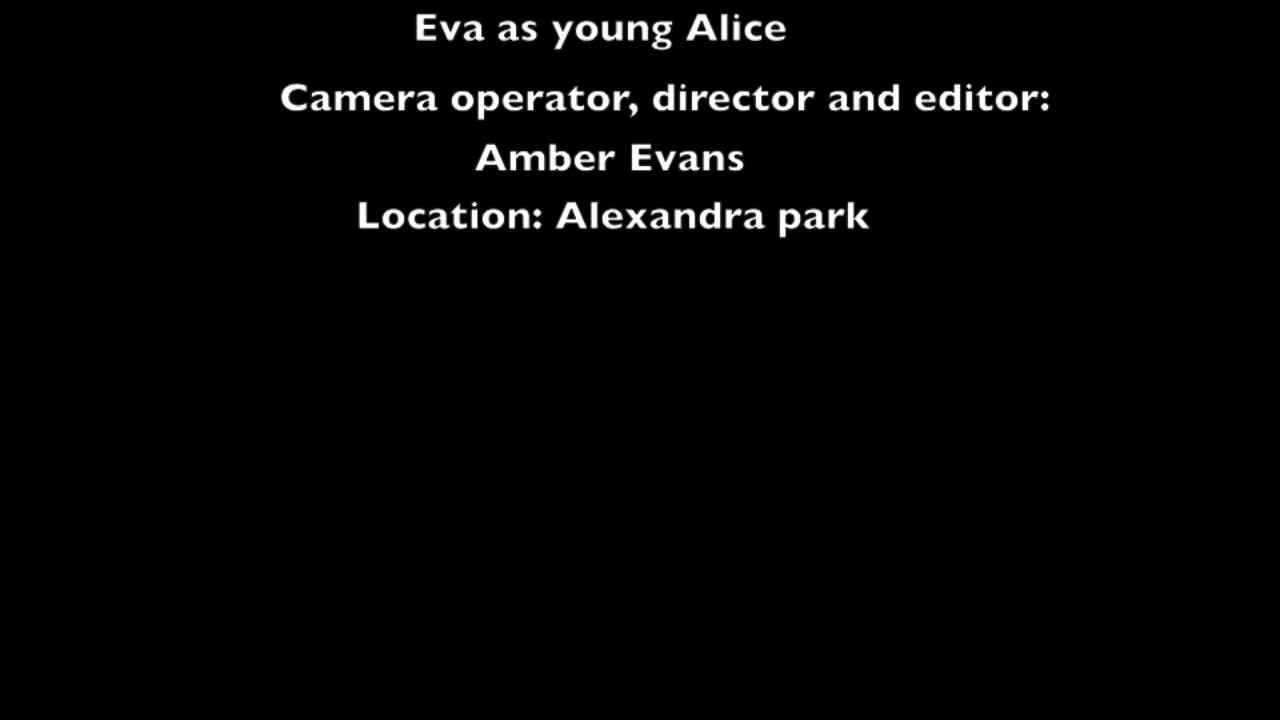 Eva as young Alice
Camera operator, director and editor:
Amber Evans
Location: Alexandra park